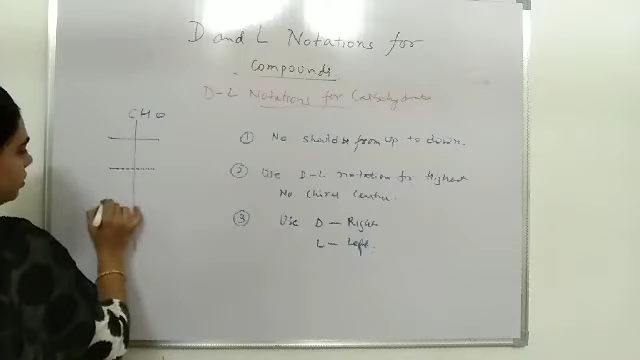 D and L Notations for
Compounds
D-L Notations for Carbohydrates
CHO
① No should from up to down.
② Use D-L notation for Highest
No Chiral Centre.
③ Use D - Right
L - Left.